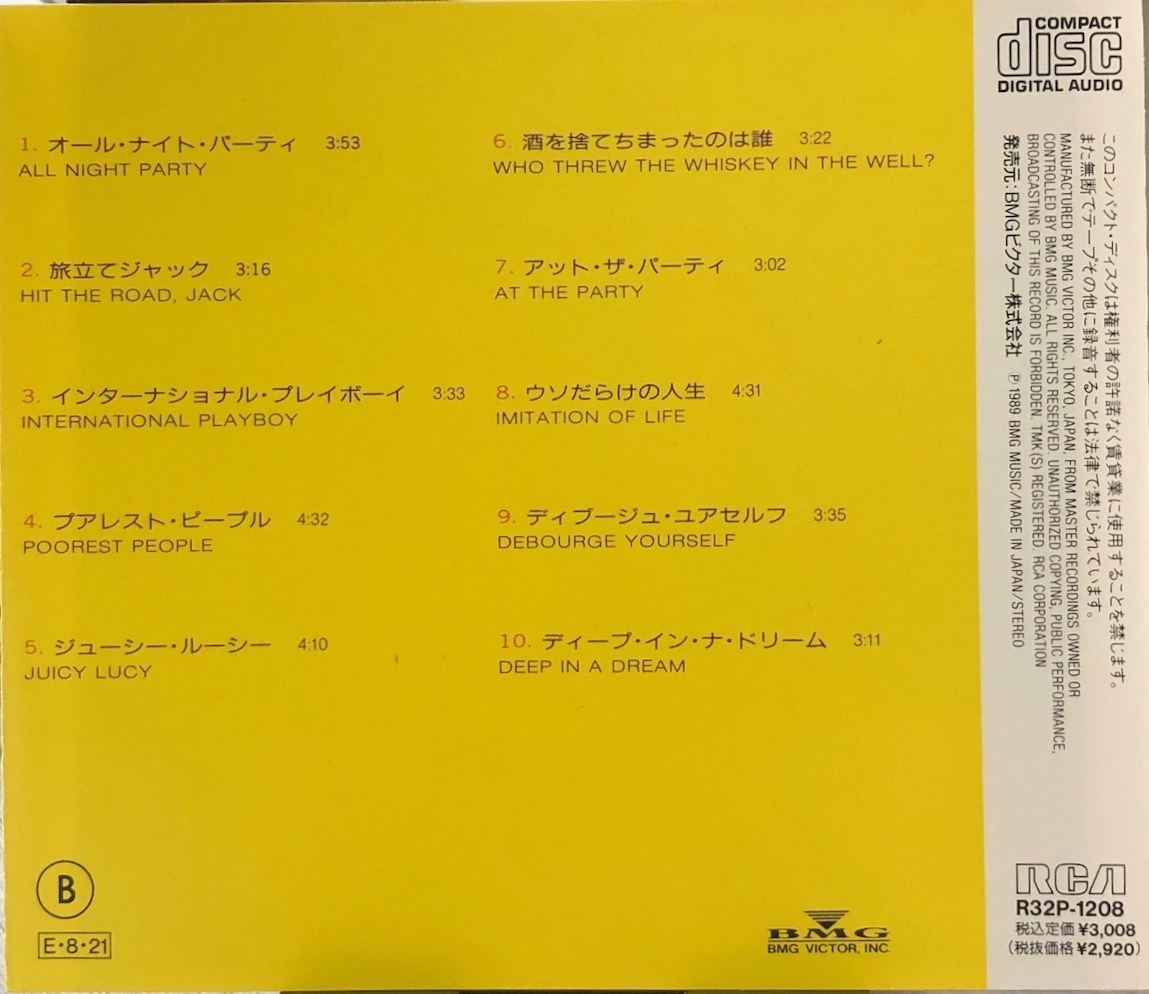 1. オール・ナイト・パーティ 3:53
ALL NIGHT PARTY
2. 旅立てジャック 3:16
HIT THE ROAD, JACK
3. インターナショナル・プレイボーイ 3:33
INTERNATIONAL PLAYBOY
4. プアレスト・ピープル 4:32
POOREST PEOPLE
5. ジューシー・ルーシー 4:10
JUICY LUCY
6. 酒を捨てちまったのは誰 3:22
WHO THREW THE WHISKEY IN THE WELL?
7. アット・ザ・パーティ 3:02
AT THE PARTY
8. ウソだらけの人生 4:31
IMITATION OF LIFE
9. ディブージュ・ユアセルフ 3:35
DEBOURGE YOURSELF
10. ディープ・イン・ナ・ドリーム 3:11
DEEP IN A DREAM
B
E・8・21
BMG
BMG VICTOR, INC.
COMPACT
disc
DIGITAL AUDIO
このコンパクト・ディスクは権利者の許諾なく賃貸業に使用することを禁じます。
また無断でテープその他に録音することは法律で禁じられています。
MANUFACTURED BY BMG VICTOR INC., TOKYO, JAPAN, FROM MASTER RECORDINGS OWNED OR
CONTROLLED BY BMG MUSIC. ALL RIGHTS RESERVED. UNAUTHORIZED COPYING, PUBLIC PERFORMANCE,
BROADCASTING OF THIS RECORD IS FORBIDDEN. TMK(S) REGISTERED. RCA CORPORATION
発売元:BMGビクター株式会社 ℗1989 BMG MUSIC/MADE IN JAPAN/STEREO
RCA
R32P-1208
税込定価¥3,008
(税抜価格¥2,920)